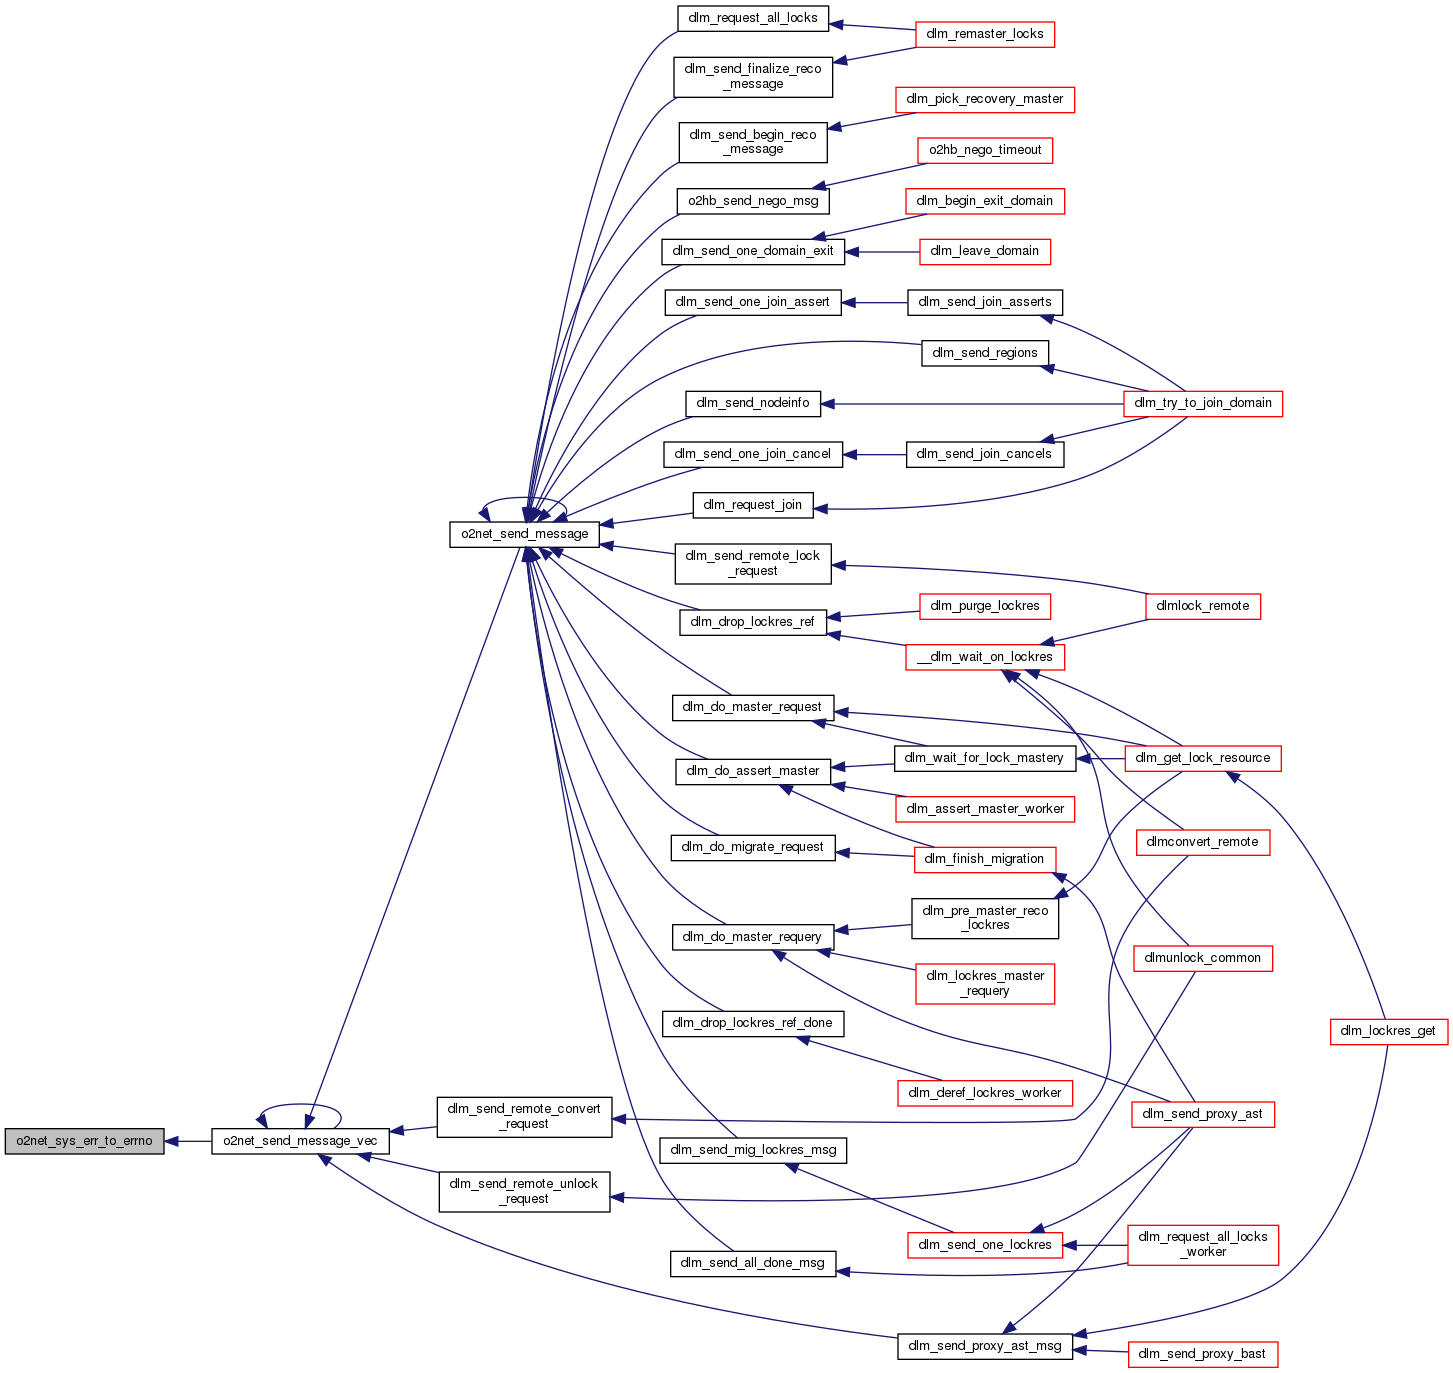 dlm_request_all_locks
dlm_remaster_locks
dlm_send_finalize_reco
_message
dlm_pick_recovery_master
dlm_send_begin_reco
_message
o2hb_nego_timeout
o2hb_send_nego_msg
dlm_begin_exit_domain
dlm_send_one_domain_exit
dlm_leave_domain
dlm_send_one_join_assert
dlm_send_join_asserts
dlm_send_regions
dlm_send_nodeinfo
dlm_try_to_join_domain
dlm_send_one_join_cancel
dlm_send_join_cancels
dlm_request_join
o2net_send_message
dlm_send_remote_lock
_request
dlm_purge_lockres
dlmlock_remote
dlm_drop_lockres_ref
__dlm_wait_on_lockres
dlm_do_master_request
dlm_wait_for_lock_mastery
dlm_get_lock_resource
dlm_do_assert_master
dlm_assert_master_worker
dlmconvert_remote
dlm_do_migrate_request
dlm_finish_migration
dlm_pre_master_reco
_lockres
dlm_do_master_requery
dlmunlock_common
dlm_lockres_master
_requery
dlm_drop_lockres_ref_done
dlm_lockres_get
dlm_deref_lockres_worker
dlm_send_remote_convert
_request
dlm_send_proxy_ast
o2net_sys_err_to_errno
o2net_send_message_vec
dlm_send_mig_lockres_msg
dlm_send_remote_unlock
_request
dlm_send_one_lockres
dlm_request_all_locks
_worker
dlm_send_all_done_msg
dlm_send_proxy_ast_msg
dlm_send_proxy_bast